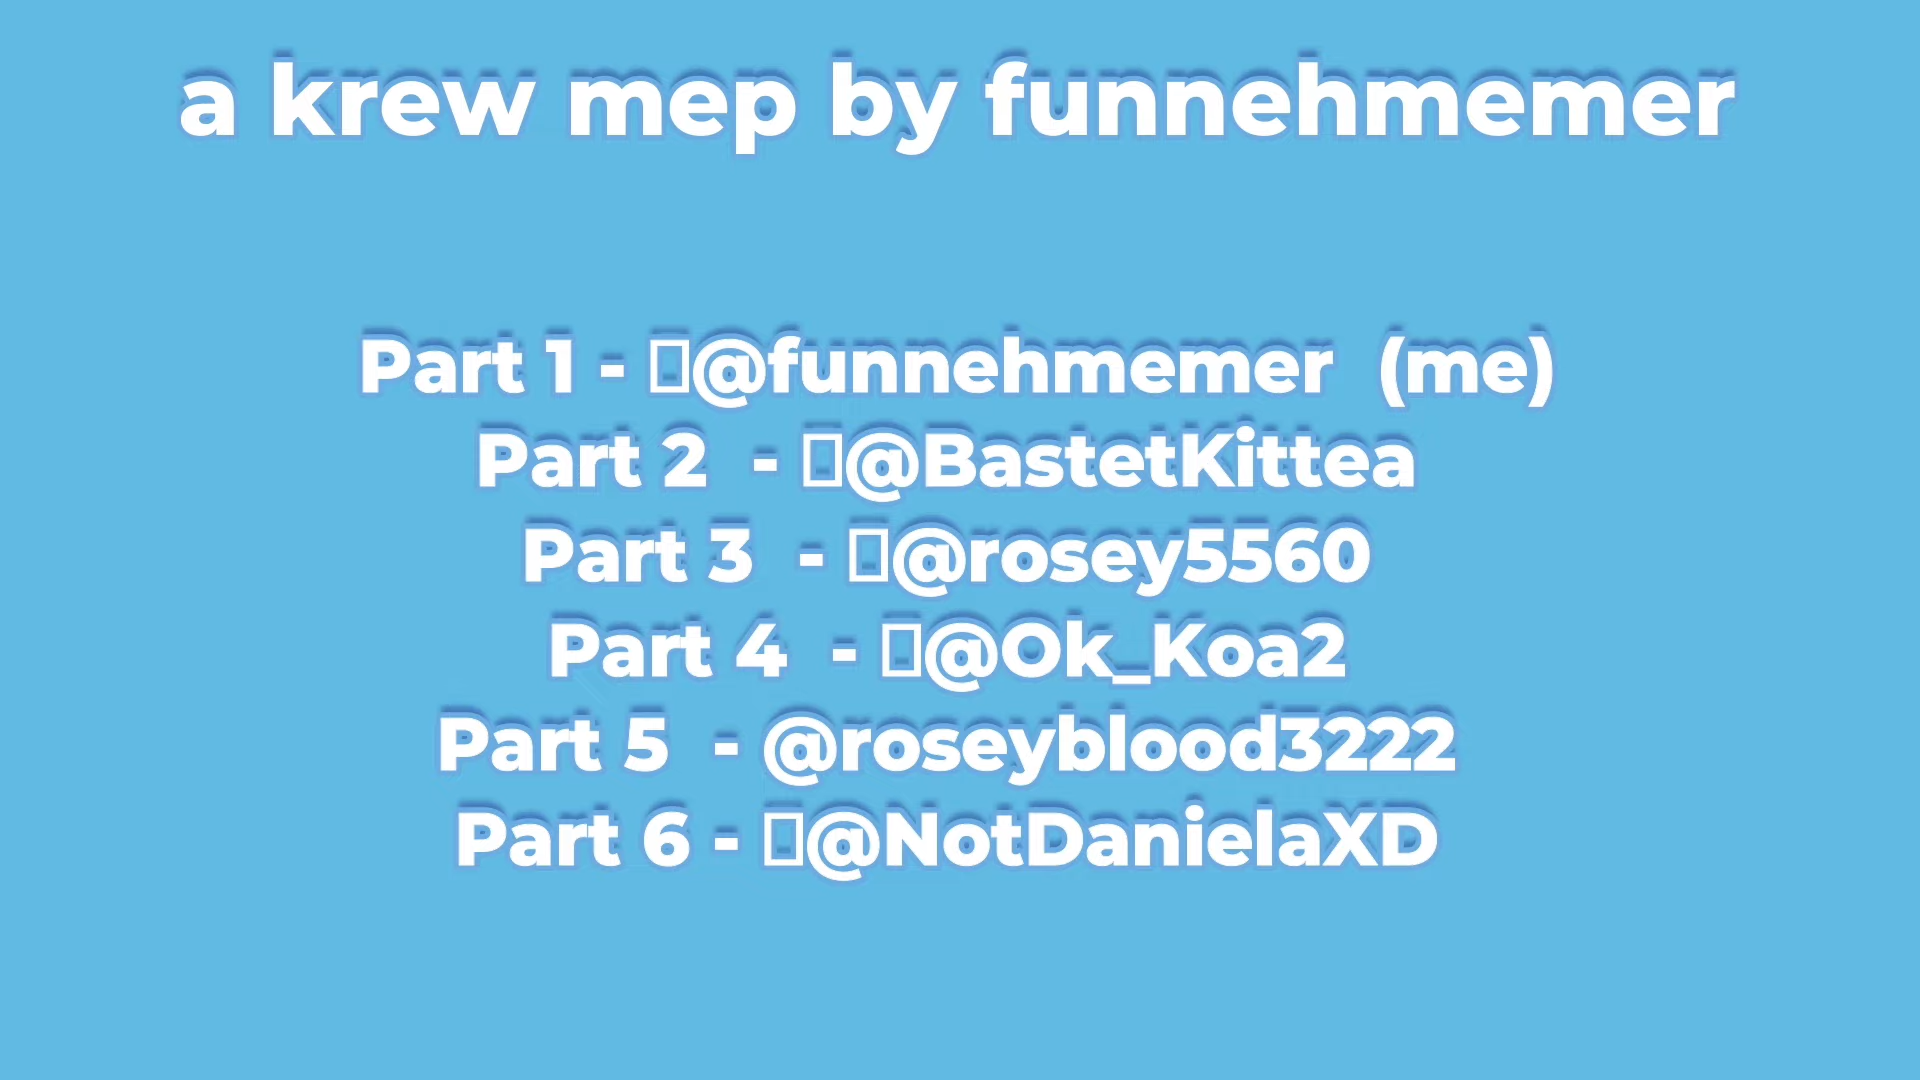 a krew mep by funnehmemer
Part 1 - @funnehmemer (me)
Part 2 - @BastetKittea
Part 3 - @rosey5560
Part 4 - @Ok_Koa2
Part 5 - @roseyblood3222
Part 6 - @NotDanielaXD